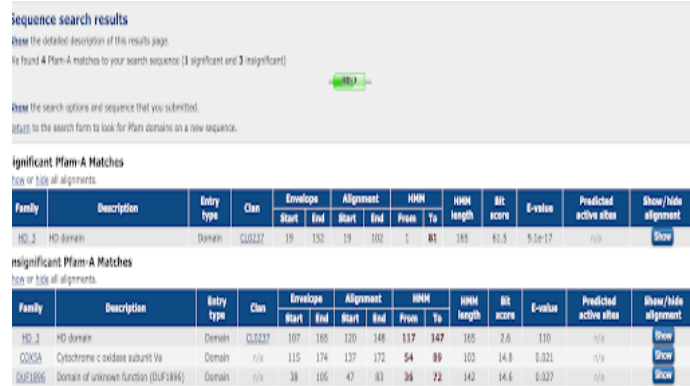 Sequence search results
Show the detailed description of this results page.
We found 4 Pfam-A matches to your search sequence (1 significant and 3 insignificant)
HD_3
Show the search options and sequence that you submitted.
Return to the search form to look for Pfam domains on a new sequence.
ignificant Pfam-A Matches
how or hide all alignments.
Family Description Entry type Clan Envelope Alignment HMM HMM length Bit score E-value Predicted active sites Show/hide alignment
Start End Start End From To
HD_3 HD domain Domain CL0237 19 152 19 102 1 81 165 61.5 9.1e-17 n/a Show
nsignificant Pfam-A Matches
how or hide all alignments.
Family Description Entry type Clan Envelope Alignment HMM HMM length Bit score E-value Predicted active sites Show/hide alignment
Start End Start End From To
HD_3 HD domain Domain CL0237 107 165 120 148 117 147 165 2.6 110 n/a Show
COX5A Cytochrome c oxidase subunit Va Domain n/a 115 174 137 172 54 89 103 14.8 0.021 n/a Show
DUF1896 Domain of unknown function (DUF1896) Domain n/a 38 105 47 83 36 72 142 14.6 0.027 n/a Show